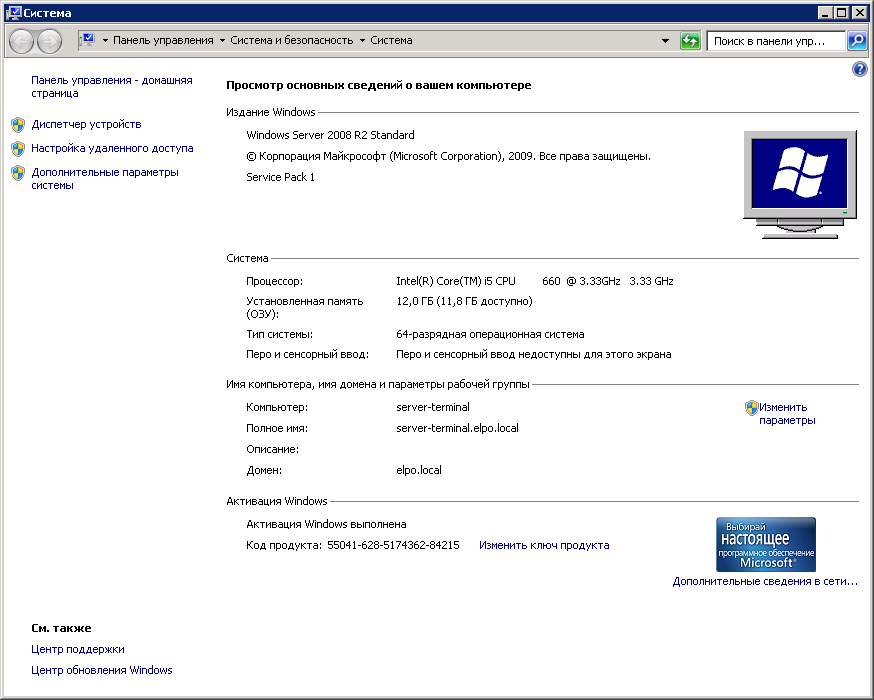 Система
Панель управления Система и безопасность Система
Поиск в панели упр...
Панель управления - домашняя
страница
Диспетчер устройств
Настройка удаленного доступа
Дополнительные параметры
системы
Просмотр основных сведений о вашем компьютере
Издание Windows
Windows Server 2008 R2 Standard
© Корпорация Майкрософт (Microsoft Corporation), 2009. Все права защищены.
Service Pack 1
Система
Процессор: Intel(R) Core(TM) i5 CPU 660 @ 3.33GHz 3.33 GHz
Установленная память
(ОЗУ): 12,0 ГБ (11,8 ГБ доступно)
Тип системы: 64-разрядная операционная система
Перо и сенсорный ввод: Перо и сенсорный ввод недоступны для этого экрана
Имя компьютера, имя домена и параметры рабочей группы
Компьютер: server-terminal
Изменить
параметры
Полное имя: server-terminal.elpo.local
Описание:
Домен: elpo.local
Активация Windows
Активация Windows выполнена
Код продукта: 55041-628-5174362-84215 Изменить ключ продукта
Выбирай
настоящее
программное обеспечение
Microsoft®
Дополнительные сведения в сети...
См. также
Центр поддержки
Центр обновления Windows